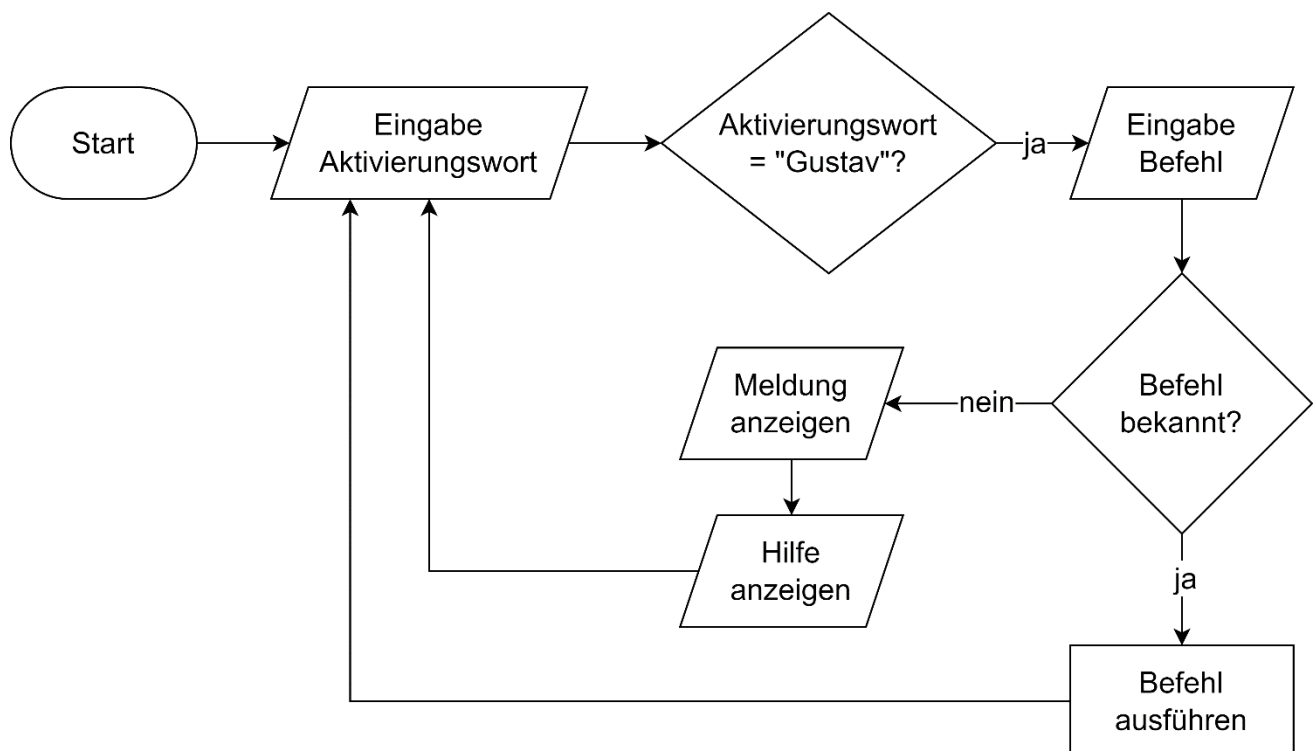 Start
Eingabe
Aktivierungswort
Aktivierungswort
= "Gustav"?
ja
Eingabe
Befehl
Befehl
bekannt?
nein
Meldung
anzeigen
Hilfe
anzeigen
ja
Befehl
ausführen